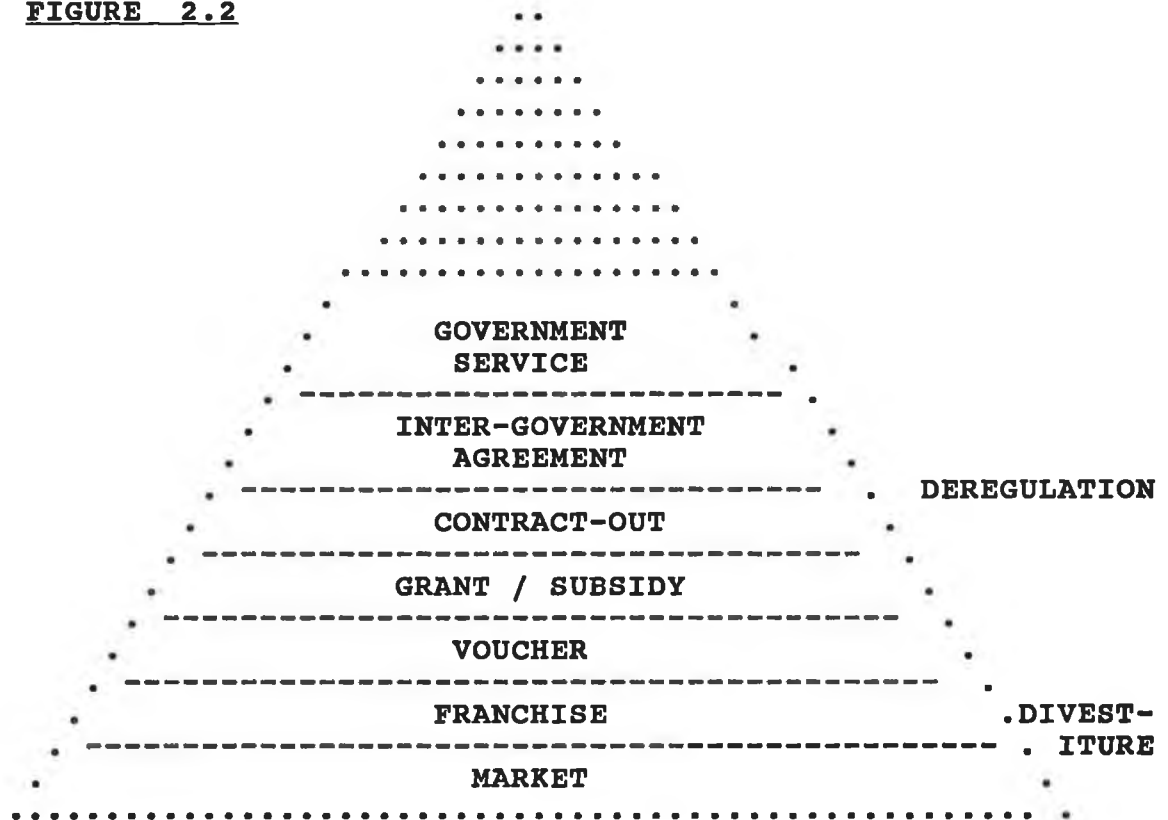 FIGURE 2.2
GOVERNMENT
SERVICE
INTER-GOVERNMENT
AGREEMENT
DEREGULATION
CONTRACT-OUT
GRANT / SUBSIDY
VOUCHER
FRANCHISE
DIVEST-
ITURE
MARKET